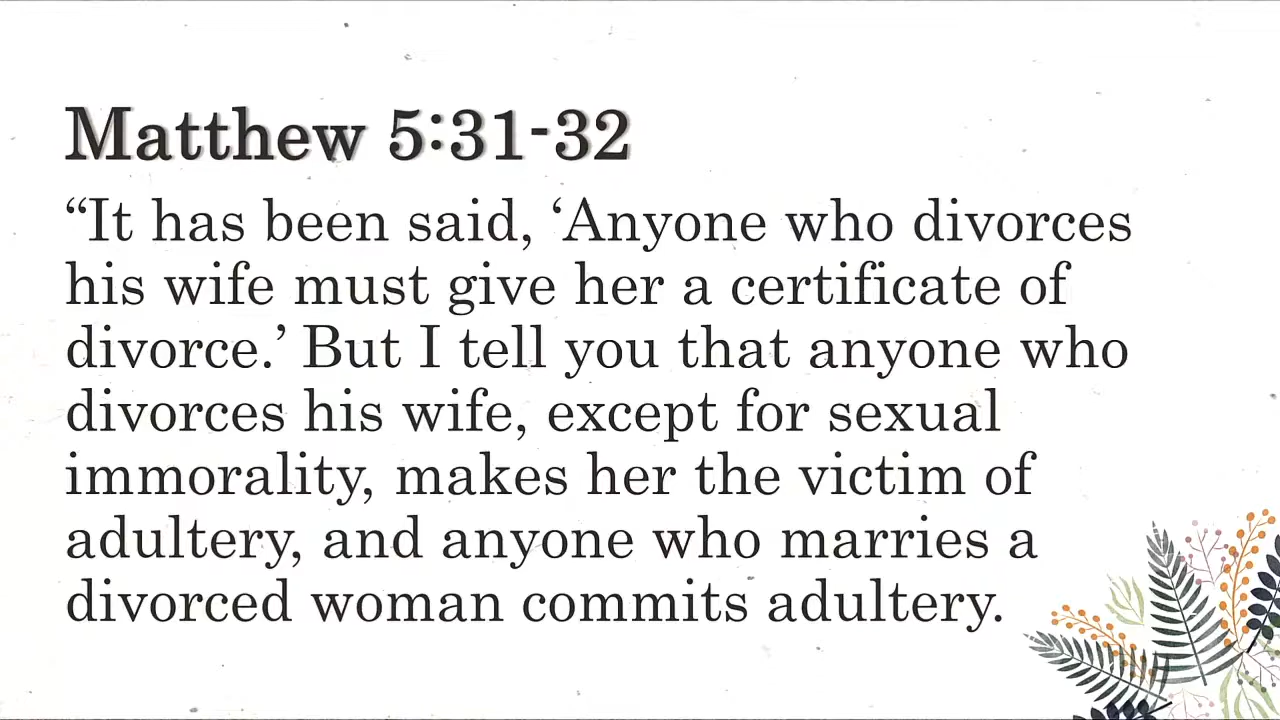 Matthew 5:31-32
“It has been said, ‘Anyone who divorces
his wife must give her a certificate of
divorce.’ But I tell you that anyone who
divorces his wife, except for sexual
immorality, makes her the victim of
adultery, and anyone who marries a
divorced woman commits adultery.